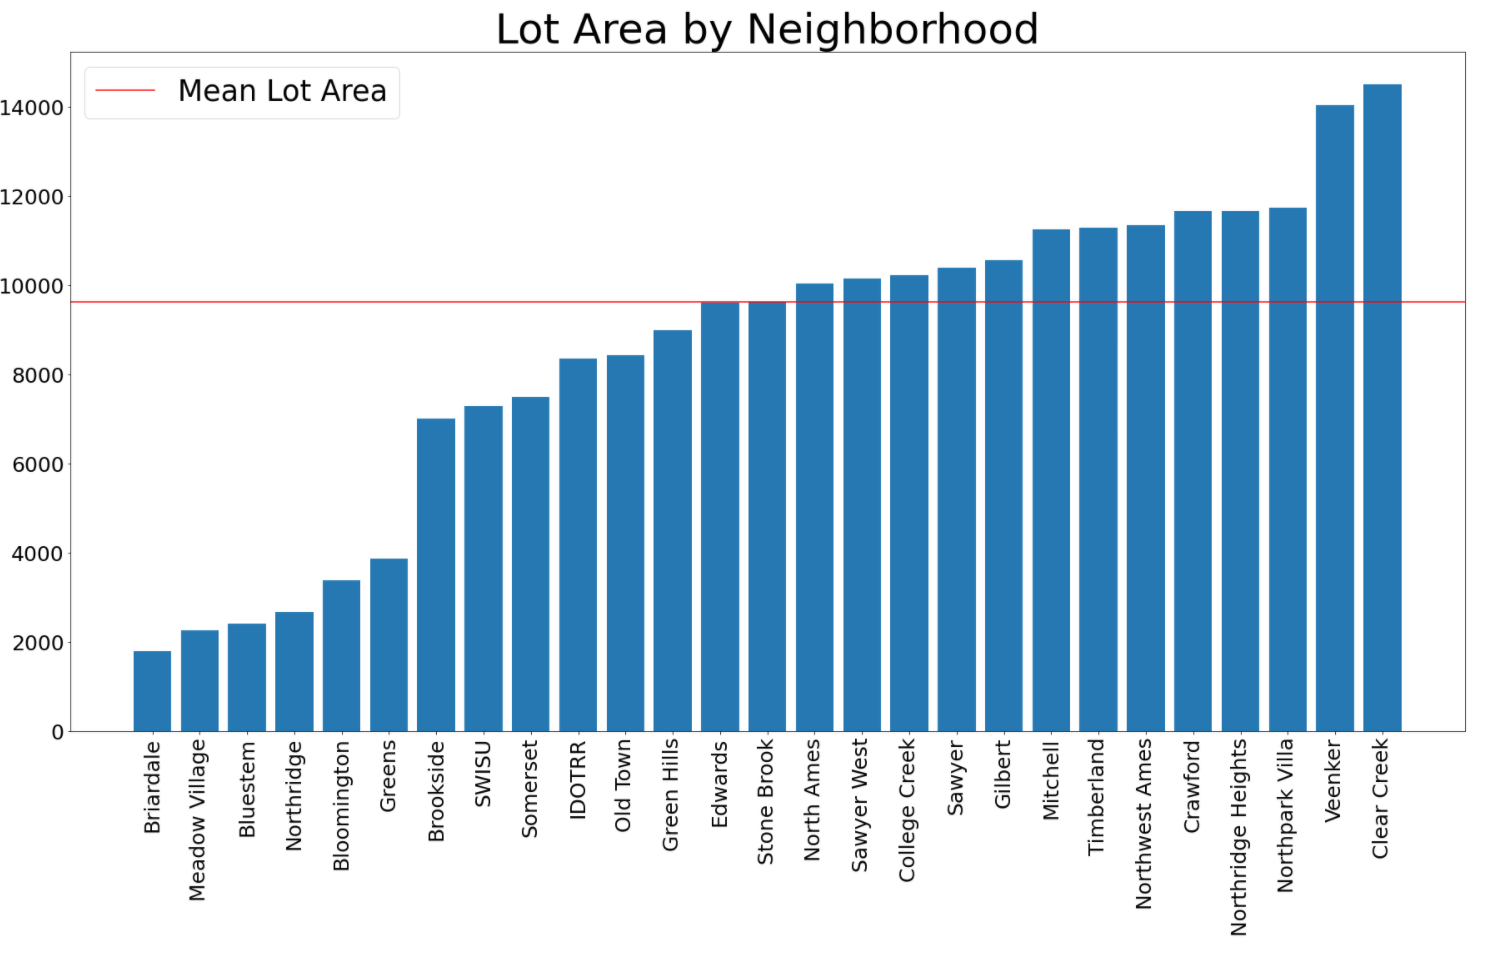 Lot Area by Neighborhood
Mean Lot Area
14000
12000
10000
8000
6000
4000
2000
0
Briardale
Meadow Village
Bluestem
Northridge
Bloomington
Greens
Brookside
SWISU
Somerset
IDOTRR
Old Town
Green Hills
Edwards
Stone Brook
North Ames
Sawyer West
College Creek
Sawyer
Gilbert
Mitchell
Timberland
Northwest Ames
Crawford
Northridge Heights
Northpark Villa
Veenker
Clear Creek